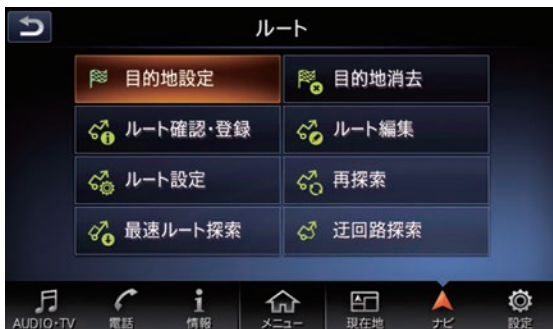 ルート
目的地設定
目的地消去
ルート確認・登録
ルート編集
ルート設定
再探索
最速ルート探索
迂回路探索
AUDIO・TV
電話
情報
メニュー
現在地
ナビ
設定